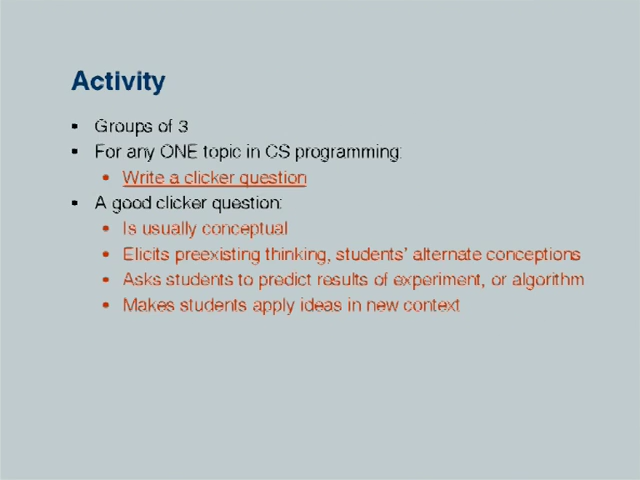 Activity
• Groups of 3
• For any ONE topic in CS programming:
• Write a clicker question
• A good clicker question:
• Is usually conceptual
• Elicits preexisting thinking, students' alternate conceptions
• Asks students to predict results of experiment, or algorithm
• Makes students apply ideas in new context